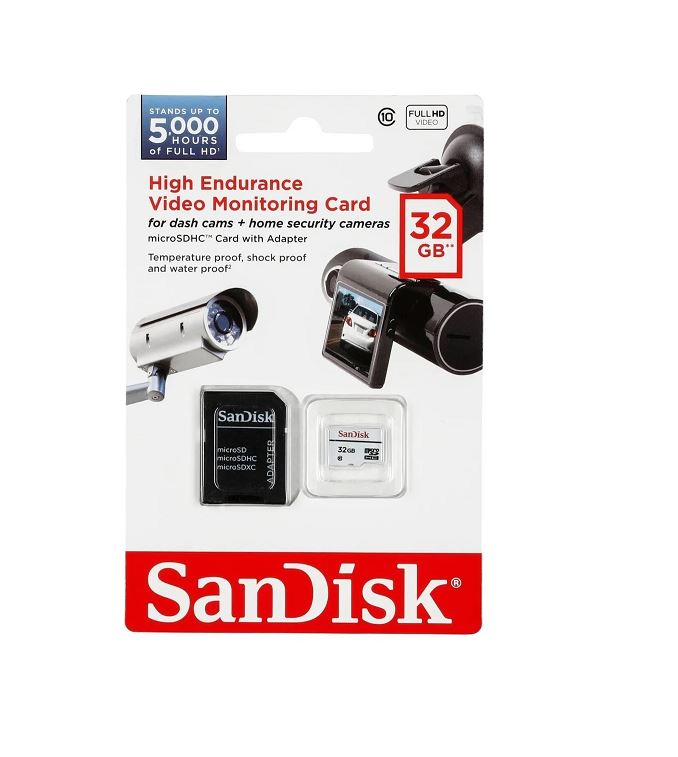 STANDS UP TO
5,000
HOURS
of FULL HD¹
10
FULL HD
VIDEO
High Endurance
Video Monitoring Card
for dash cams + home security cameras
microSDHC™ Card with Adapter
Temperature proof, shock proof
and water proof²
32
GB**
SanDisk
microSD
microSDHC
microSDXC
ADAPTER
SanDisk
32GB
10
SanDisk®